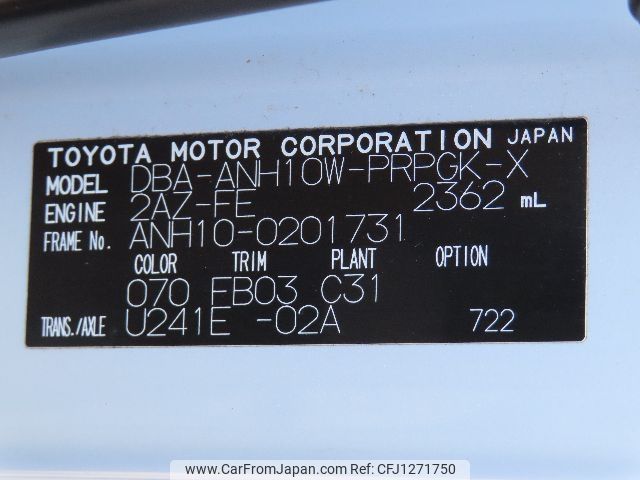 TOYOTA MOTOR CORPORATION JAPAN
MODEL DBA-ANH10W-PRPGK-X
ENGINE 2AZ-FE 2362 mL
FRAME No. ANH10-0201731
COLOR TRIM PLANT OPTION
070 FB03 C31
TRANS./AXLE U241E -02A 722
www.CarFromJapan.com CFJ1271750